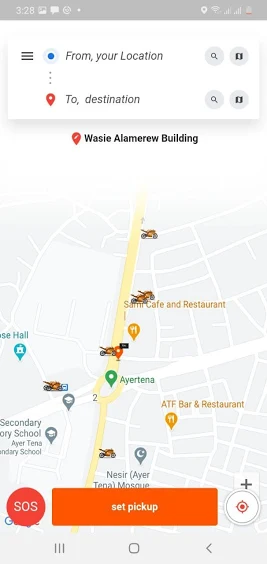 3:28
From, your Location
To,  destination
Wasie Alamerew Building
Sami Cafe and Restaurant
ose Hall
Ayertena
2
ATF Bar & Restaurant
Secondary
ory School
Ayer Tena
ondary School
Nesir (Ayer
Tena) Mosque
SOS
set pickup